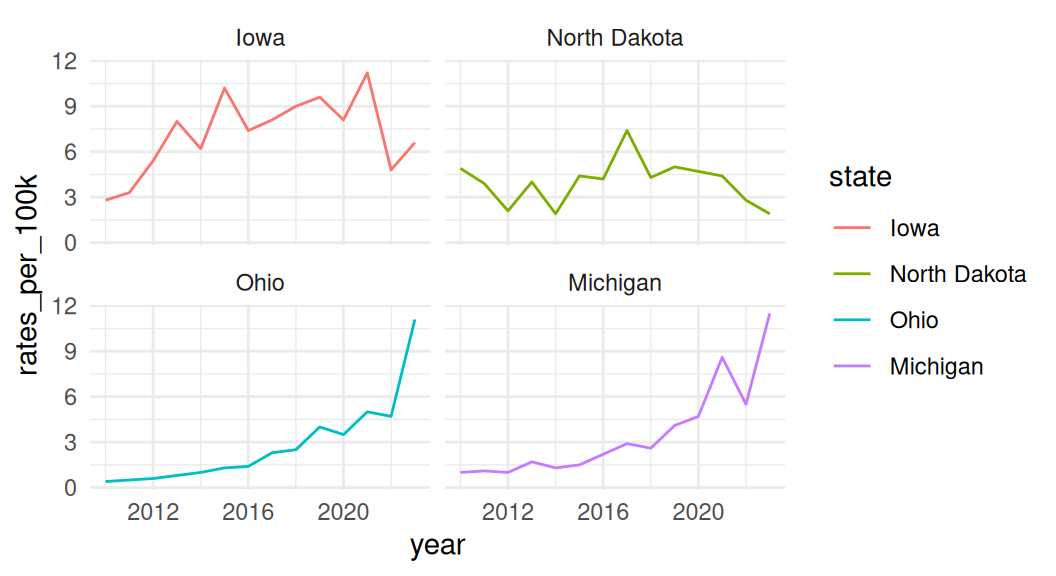 Iowa
North Dakota
12
9
6
3
0
Ohio
Michigan
12
9
6
3
0
2012 2016 2020 2012 2016 2020
year
rates_per_100k
state
Iowa
North Dakota
Ohio
Michigan